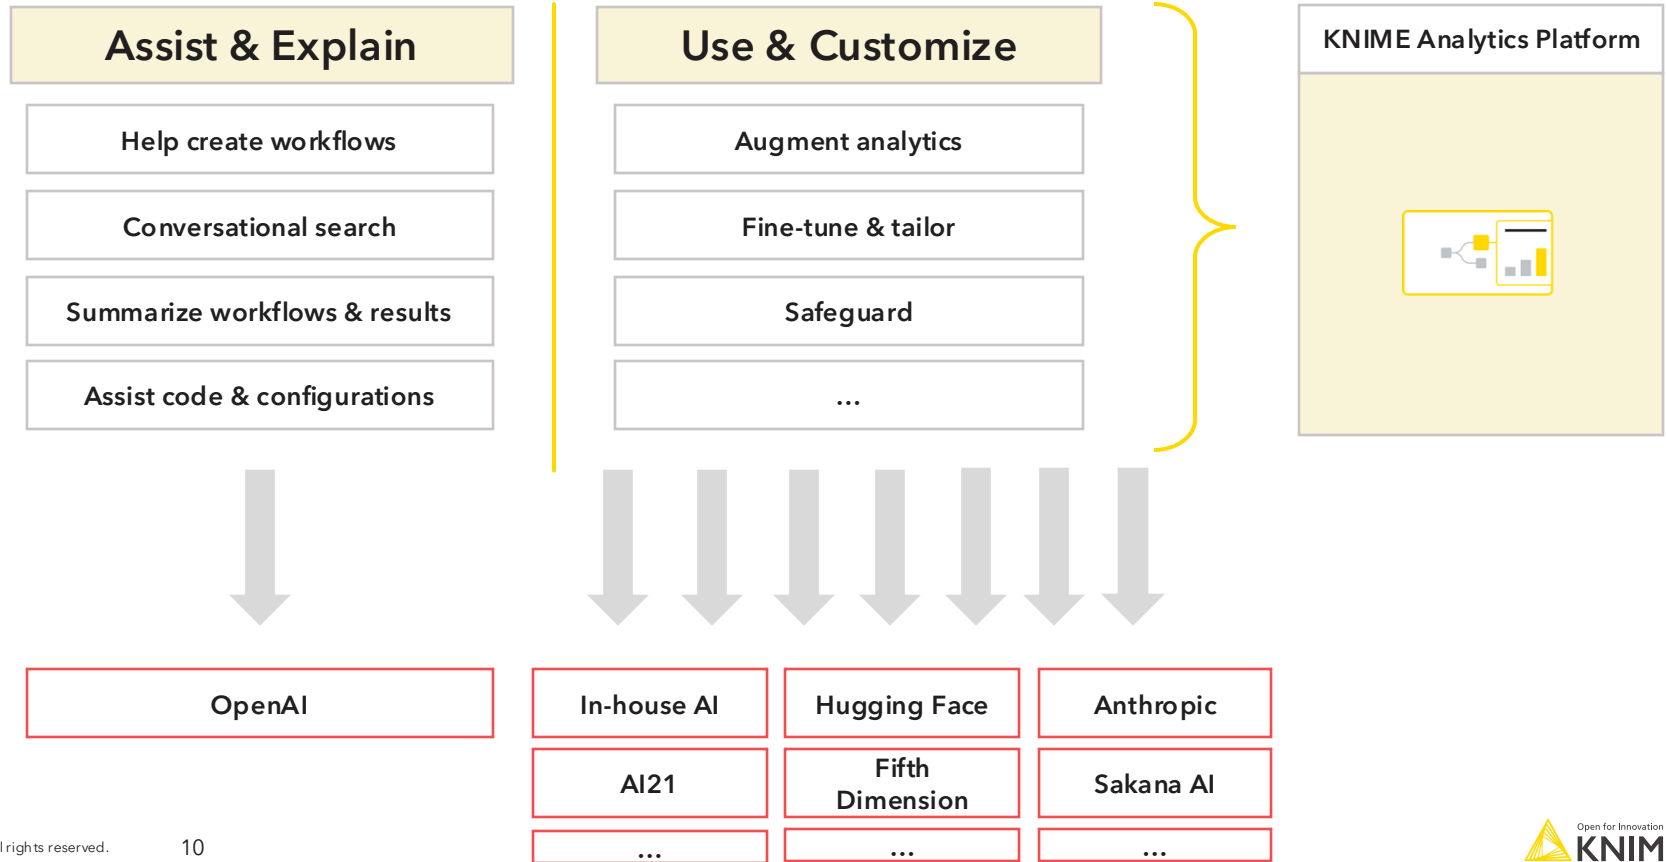 Assist & Explain
Help create workflows
Conversational search
Summarize workflows & results
Assist code & configurations
Use & Customize
Augment analytics
Fine-tune & tailor
Safeguard
...
KNIME Analytics Platform
OpenAI
In-house AI
Hugging Face
Anthropic
AI21
Fifth
Dimension
Sakana AI
...
...
...
l rights reserved.
10
Open for Innovation
KNIM